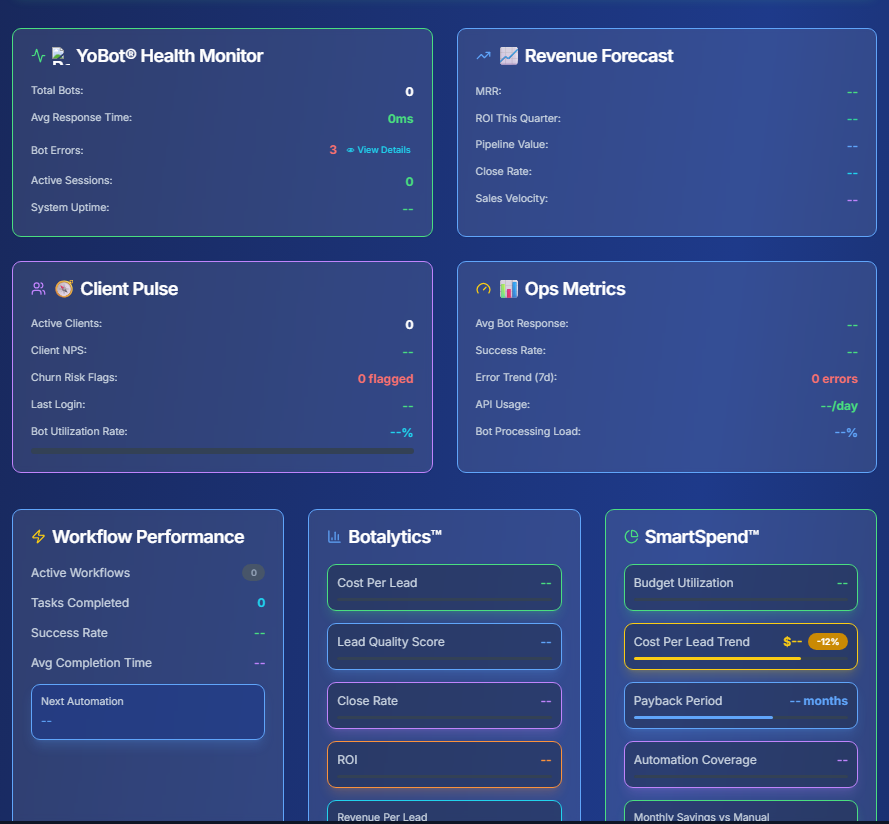 YoBot® Health Monitor
Total Bots: 0
Avg Response Time: 0ms
Bot Errors: 3 View Details
Active Sessions: 0
System Uptime: --
Revenue Forecast
MRR: --
ROI This Quarter: --
Pipeline Value: --
Close Rate: --
Sales Velocity: --
Client Pulse
Active Clients: 0
Client NPS: --
Churn Risk Flags: 0 flagged
Last Login: --
Bot Utilization Rate: --%
Ops Metrics
Avg Bot Response: --
Success Rate: --
Error Trend (7d): 0 errors
API Usage: --/day
Bot Processing Load: --%
Workflow Performance
Active Workflows 0
Tasks Completed 0
Success Rate --
Avg Completion Time --
Next Automation
--
Botalytics™
Cost Per Lead --
Lead Quality Score --
Close Rate --
ROI --
Revenue Per Lead
SmartSpend™
Budget Utilization --
Cost Per Lead Trend $-- -12%
Payback Period -- months
Automation Coverage --
Monthly Savings vs Manual